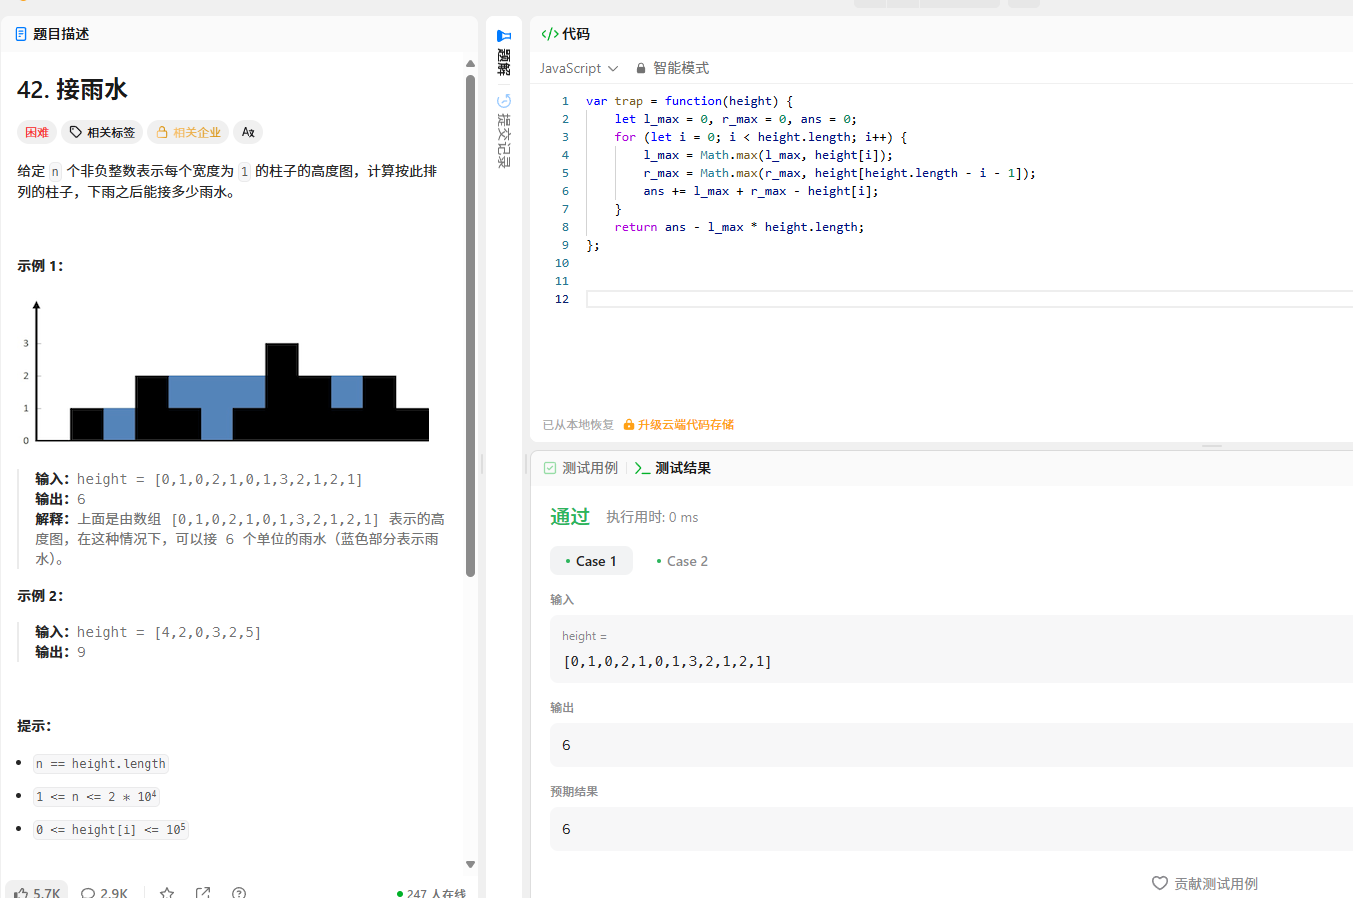 题目描述
42. 接雨水
困难 相关标签 相关企业
给定 n 个非负整数表示每个宽度为 1 的柱子的高度图，计算按此排
列的柱子，下雨之后能接多少雨水。
示例 1：
3
2
1
0
输入：height = [0,1,0,2,1,0,1,3,2,1,2,1]
输出：6
解释：上面是由数组 [0,1,0,2,1,0,1,3,2,1,2,1] 表示的高
度图，在这种情况下，可以接 6 个单位的雨水（蓝色部分表示雨
水）。
示例 2：
输入：height = [4,2,0,3,2,5]
输出：9
提示：
n == height.length
1 <= n <= 2 * 10⁴
0 <= height[i] <= 10⁵
5.7K 2.9K 247 人在线
题解
提交记录
</> 代码
JavaScript 智能模式
1 var trap = function(height) {
2 let l_max = 0, r_max = 0, ans = 0;
3 for (let i = 0; i < height.length; i++) {
4 l_max = Math.max(l_max, height[i]);
5 r_max = Math.max(r_max, height[height.length - i - 1]);
6 ans += l_max + r_max - height[i];
7 }
8 return ans - l_max * height.length;
9 };
10
11
12
已从本地恢复 升级云端代码存储
测试用例 测试结果
通过 执行用时: 0 ms
Case 1 Case 2
输入
height =
[0,1,0,2,1,0,1,3,2,1,2,1]
输出
6
预期结果
6
贡献测试用例